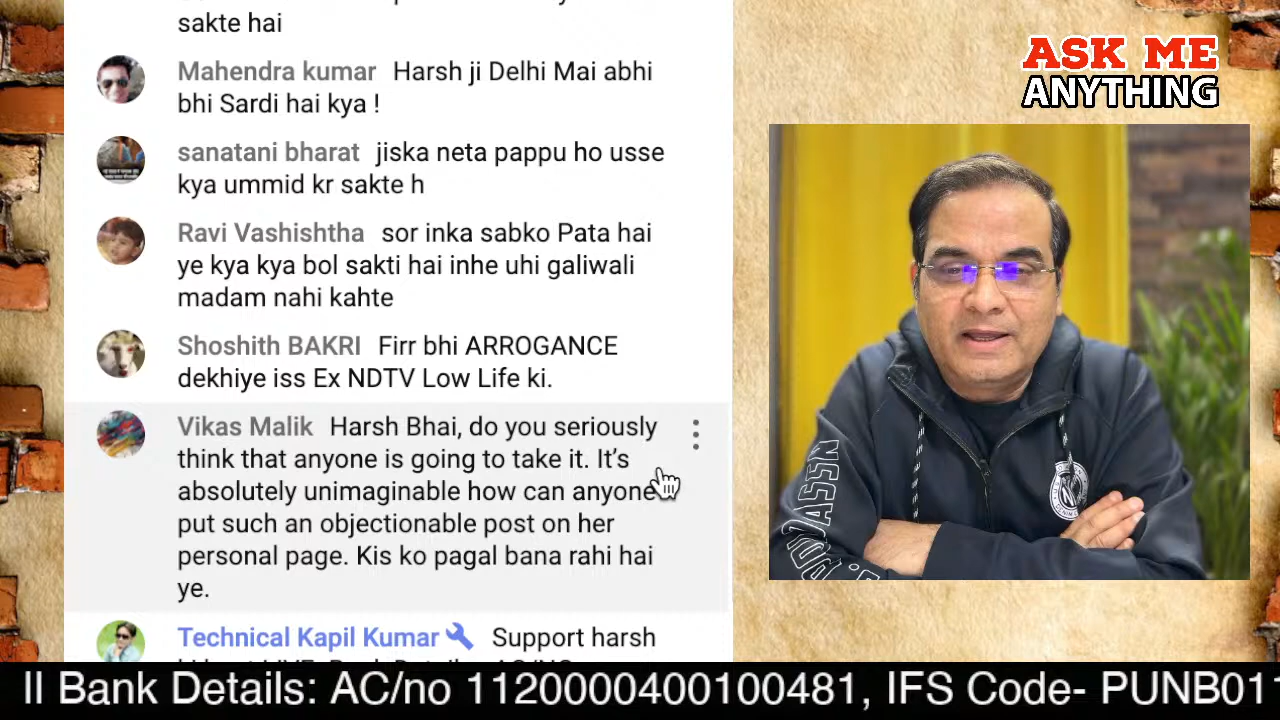 sakte hai
Mahendra kumar Harsh ji Delhi Mai abhi
bhi Sardi hai kya !
sanatani bharat jiska neta pappu ho usse
kya ummid kr sakte h
Ravi Vashishtha sor inka sabko Pata hai
ye kya kya bol sakti hai inhe uhi galiwali
madam nahi kahte
Shoshith BAKRI Firr bhi ARROGANCE
dekhiye iss Ex NDTV Low Life ki.
Vikas Malik Harsh Bhai, do you seriously
think that anyone is going to take it. It’s
absolutely unimaginable how can anyone
put such an objectionable post on her
personal page. Kis ko pagal bana rahi hai
ye.
Technical Kapil Kumar Support harsh
ASK ME
ANYTHING
ll Bank Details: AC/no 1120000400100481, IFS Code- PUNB011